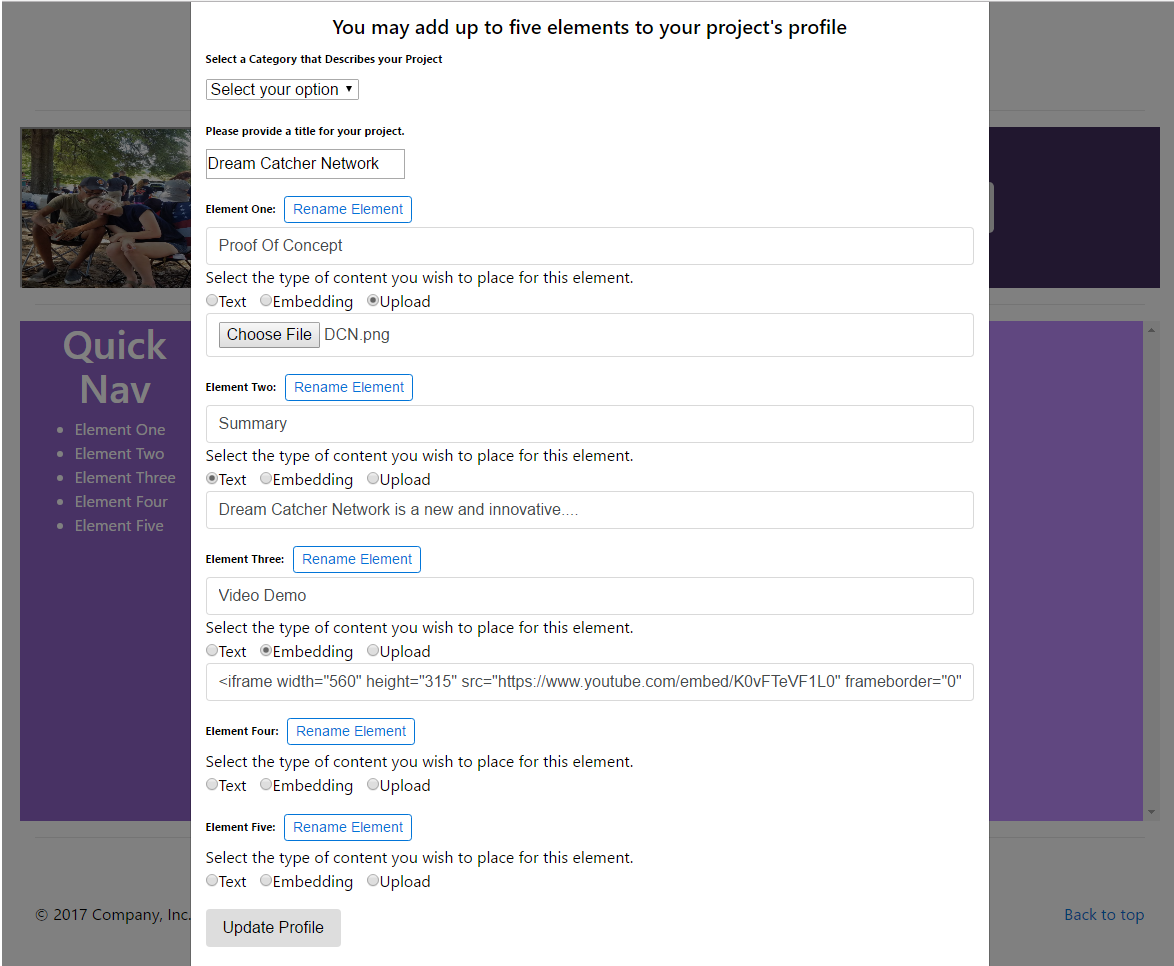 You may add up to five elements to your project's profile
Select a Category that Describes your Project
Select your option
Please provide a title for your project.
Dream Catcher Network
Element One: Rename Element
Proof Of Concept
Select the type of content you wish to place for this element.
Text Embedding Upload
Choose File DCN.png
Element Two: Rename Element
Summary
Select the type of content you wish to place for this element.
Text Embedding Upload
Dream Catcher Network is a new and innovative....
Element Three: Rename Element
Video Demo
Select the type of content you wish to place for this element.
Text Embedding Upload
<iframe width="560" height="315" src="https://www.youtube.com/embed/K0vFTeVF1L0" frameborder="0"
Element Four: Rename Element
Select the type of content you wish to place for this element.
Text Embedding Upload
Element Five: Rename Element
Select the type of content you wish to place for this element.
Text Embedding Upload
Update Profile
Quick
Nav
Element One
Element Two
Element Three
Element Four
Element Five
© 2017 Company, Inc.
Back to top